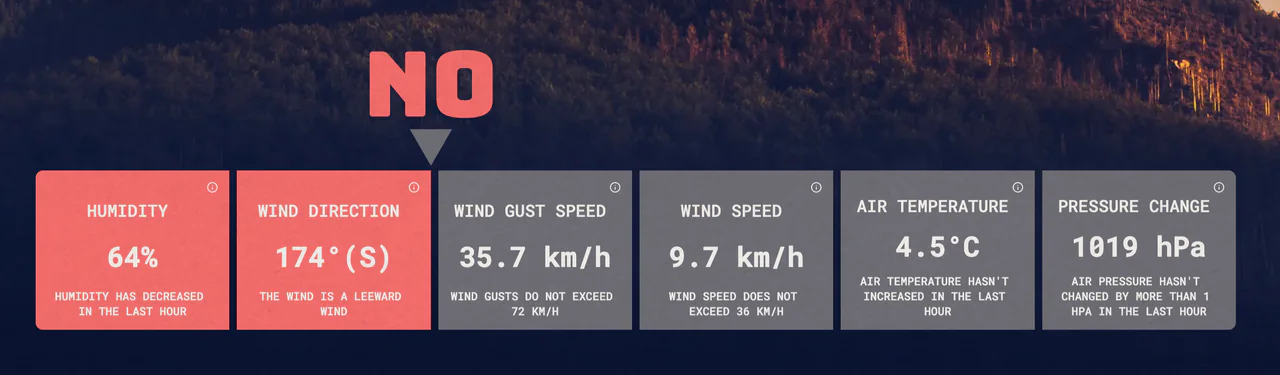 NO
HUMIDITY
64%
HUMIDITY HAS DECREASED
IN THE LAST HOUR
WIND DIRECTION
174°(S)
THE WIND IS A LEEWARD
WIND
WIND GUST SPEED
35.7 km/h
WIND GUSTS DO NOT EXCEED
72 KM/H
WIND SPEED
9.7 km/h
WIND SPEED DOES NOT
EXCEED 36 KM/H
AIR TEMPERATURE
4.5°C
AIR TEMPERATURE HASN'T
INCREASED IN THE LAST
HOUR
PRESSURE CHANGE
1019 hPa
AIR PRESSURE HASN'T
CHANGED BY MORE THAN 1
HPA IN THE LAST HOUR